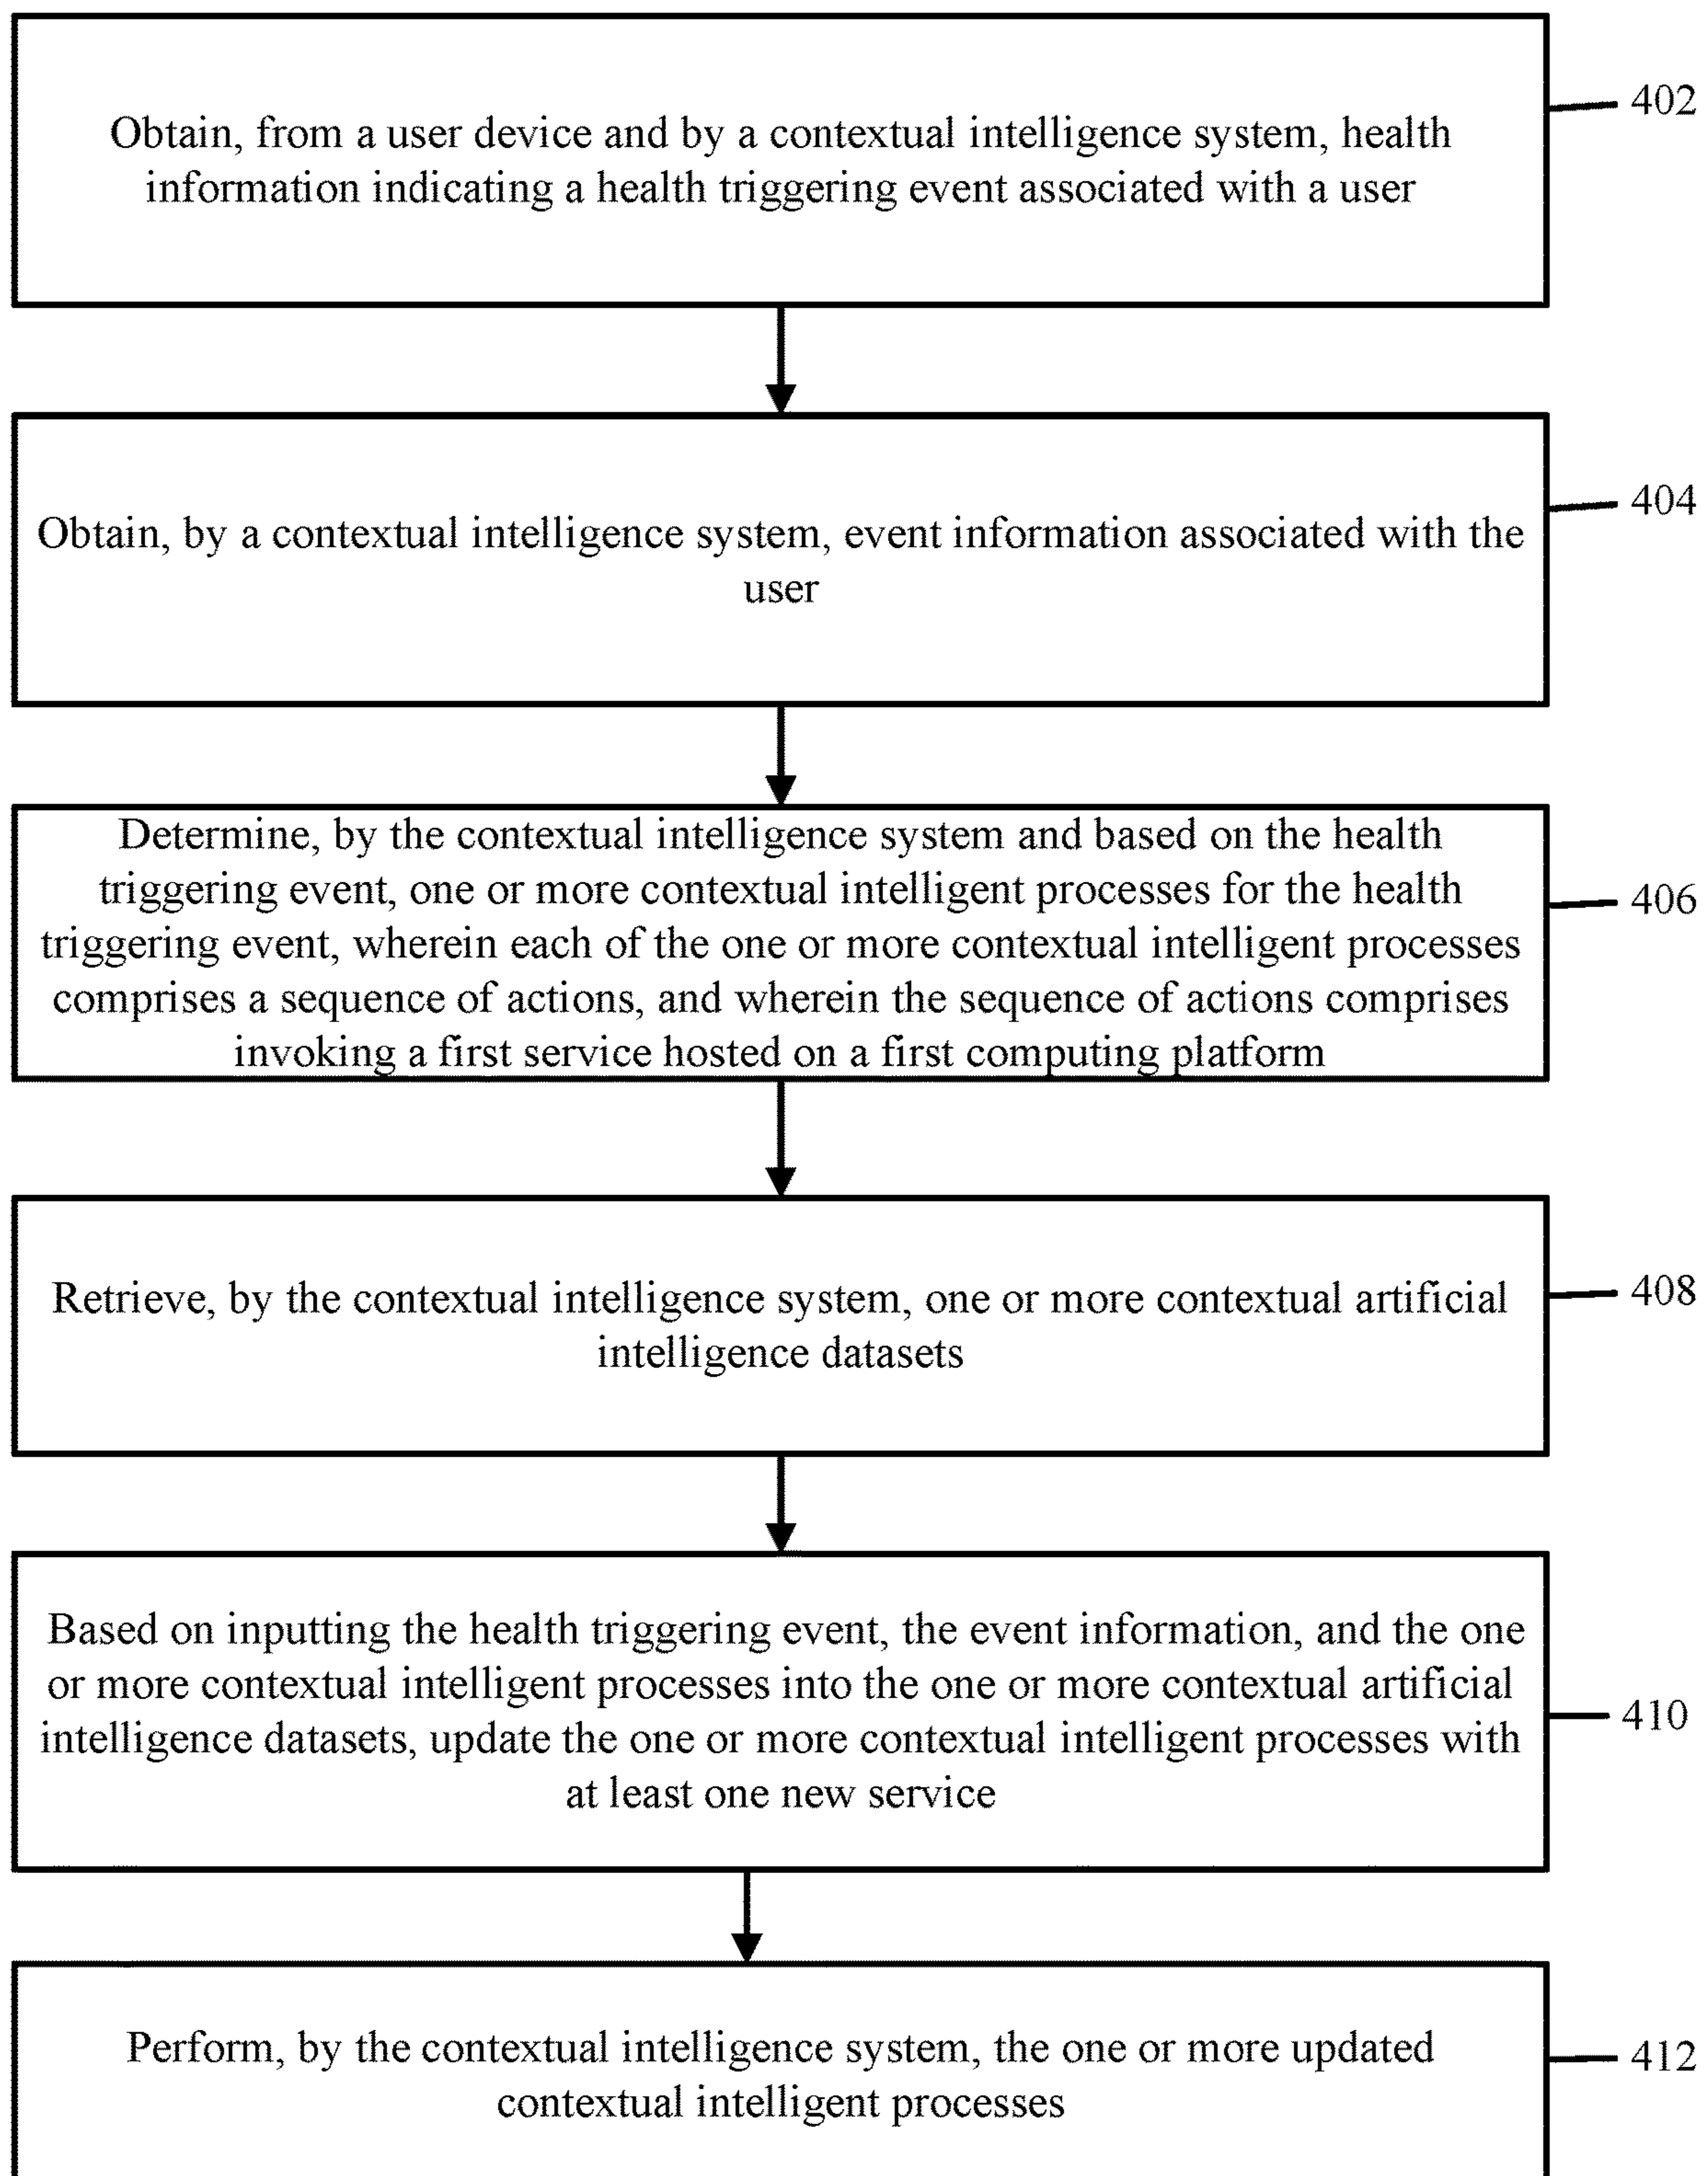 Obtain, from a user device and by a contextual intelligence system, health
information indicating a health triggering event associated with a user
402
Obtain, by a contextual intelligence system, event information associated with the
user
404
Determine, by the contextual intelligence system and based on the health
triggering event, one or more contextual intelligent processes for the health
triggering event, wherein each of the one or more contextual intelligent processes
comprises a sequence of actions, and wherein the sequence of actions comprises
invoking a first service hosted on a first computing platform
406
Retrieve, by the contextual intelligence system, one or more contextual artificial
intelligence datasets
408
Based on inputting the health triggering event, the event information, and the one
or more contextual intelligent processes into the one or more contextual artificial
intelligence datasets, update the one or more contextual intelligent processes with
at least one new service
410
Perform, by the contextual intelligence system, the one or more updated
contextual intelligent processes
412